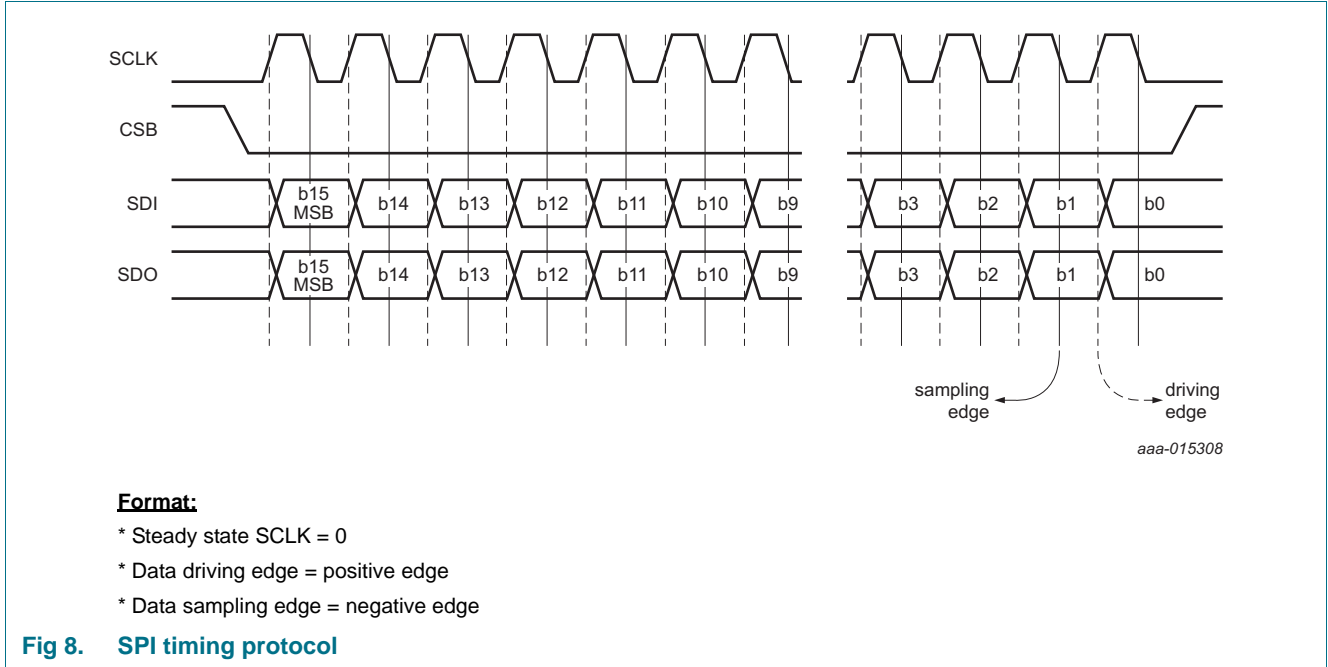 SCLK
CSB
SDI
b15
MSB
b14
b13
b12
b11
b10
b9
b3
b2
b1
b0
SDO
b15
MSB
b14
b13
b12
b11
b10
b9
b3
b2
b1
b0
sampling
edge
driving
edge
aaa-015308
Format:
* Steady state SCLK = 0
* Data driving edge = positive edge
* Data sampling edge = negative edge
Fig 8. SPI timing protocol